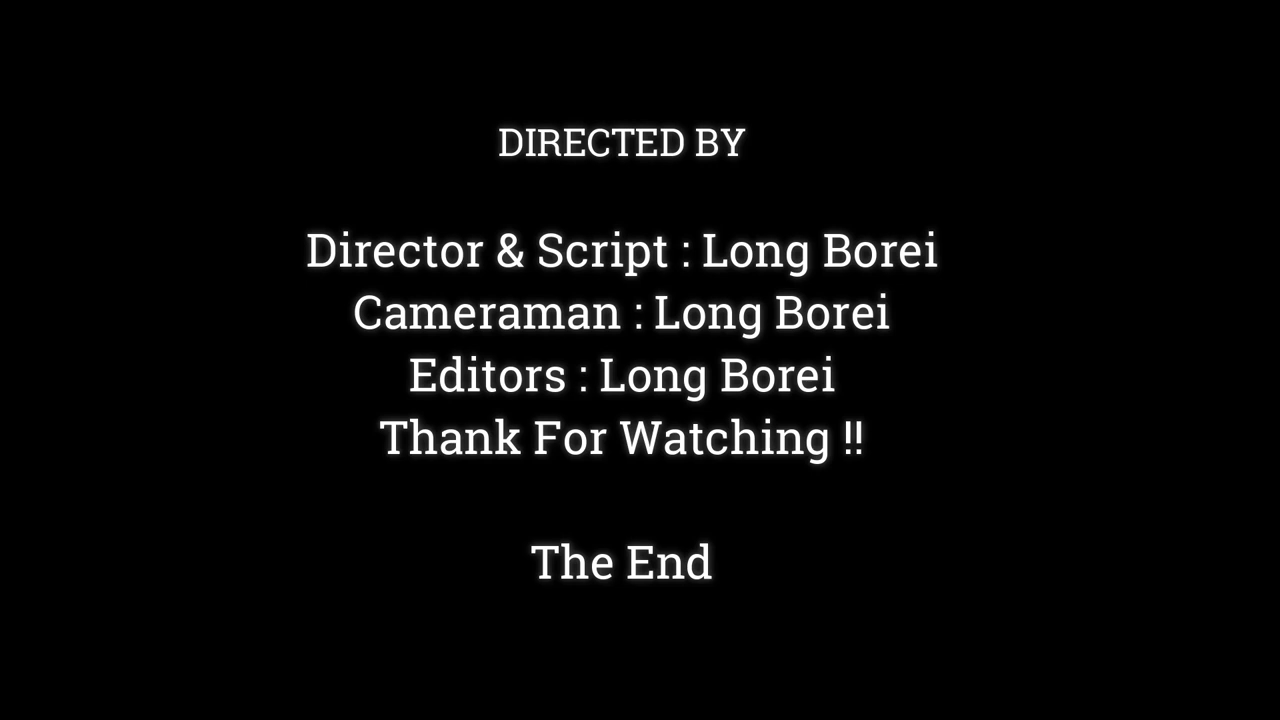 DIRECTED BY
Director & Script : Long Borei
Cameraman : Long Borei
Editors : Long Borei
Thank For Watching !!
The End